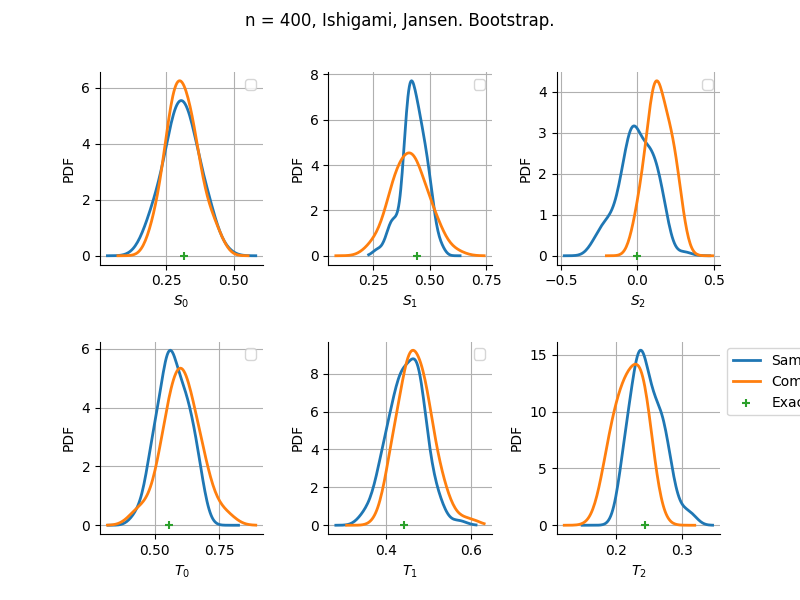 n = 400, Ishigami, Jansen. Bootstrap.
PDF
6
4
2
0
0.25 0.50
S0
PDF
8
6
4
2
0
0.25 0.50 0.75
S1
PDF
4
3
2
1
0
−0.5 0.0 0.5
S2
PDF
6
4
2
0
0.50 0.75
T0
PDF
8
6
4
2
0
0.4 0.6
T1
PDF
15
10
5
0
0.2 0.3
T2
Sam
Com
Exac